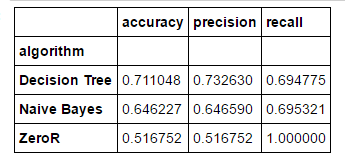 accuracy precision recall
algorithm
Decision Tree 0.711048 0.732630 0.694775
Naive Bayes 0.646227 0.646590 0.695321
ZeroR 0.516752 0.516752 1.000000